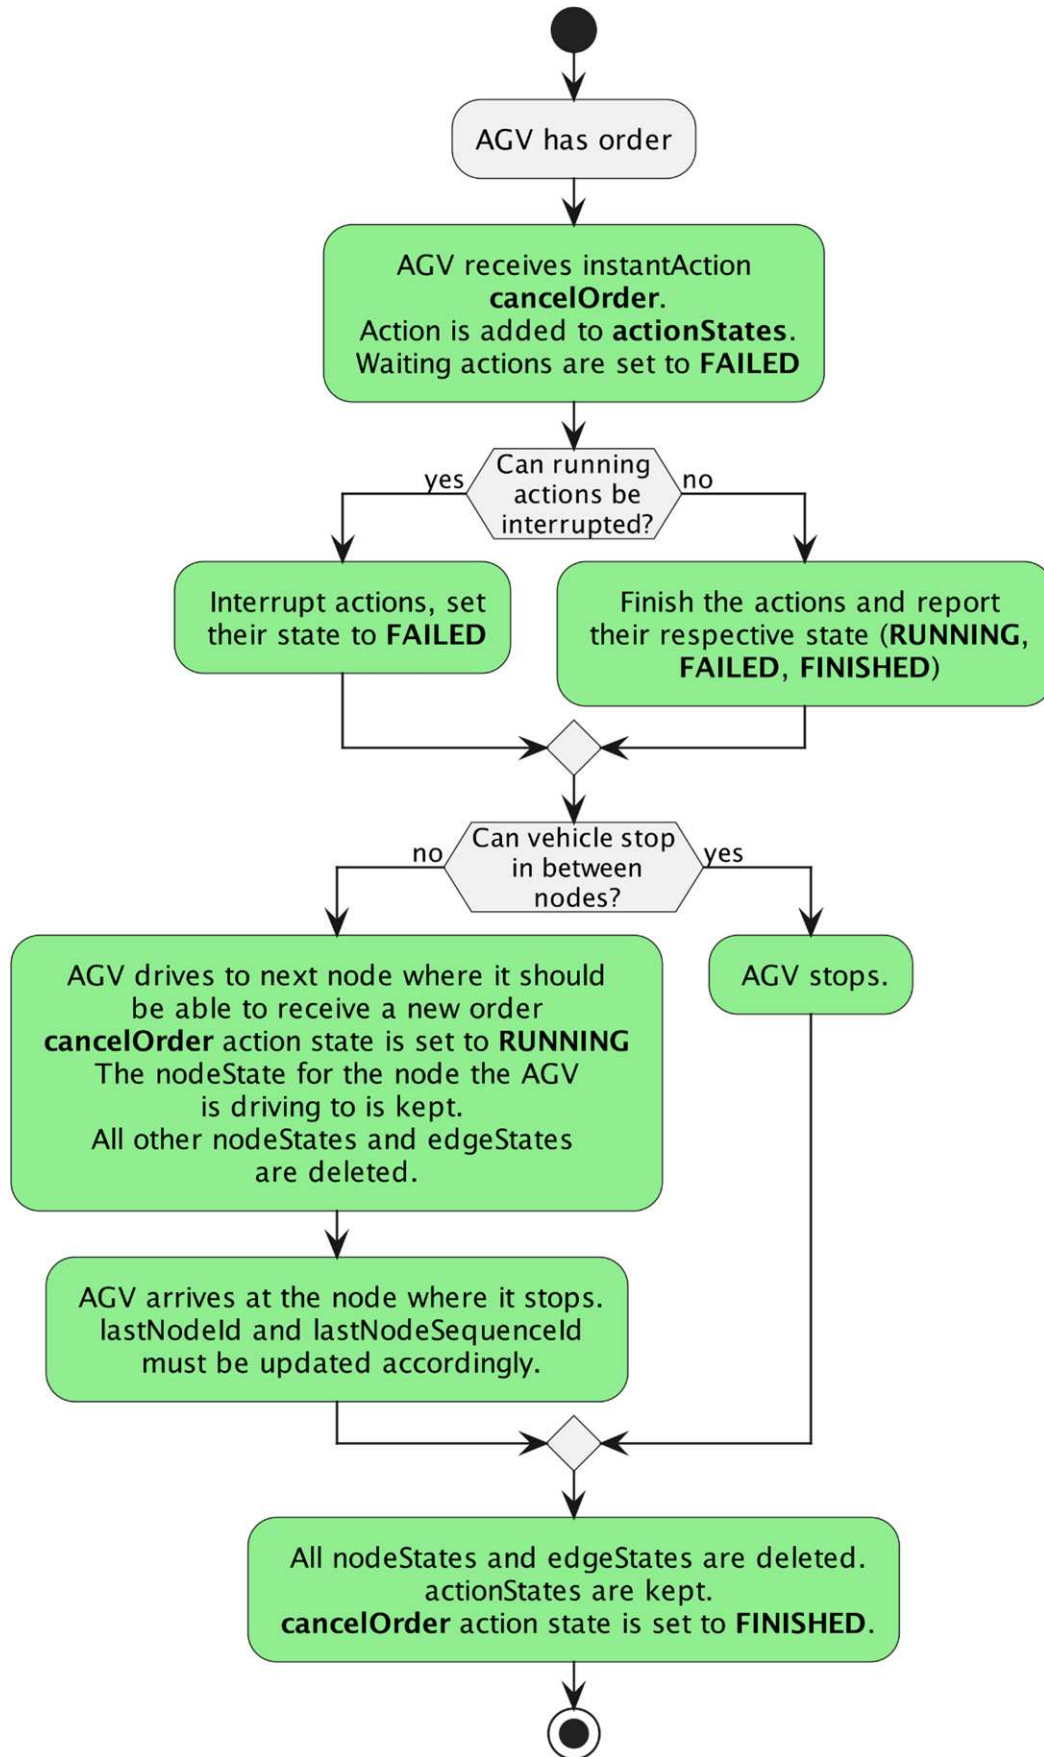 AGV has order
AGV receives instantAction
cancelOrder.
Action is added to actionStates.
Waiting actions are set to FAILED
Can running
actions be
interrupted?
yes
no
Interrupt actions, set
their state to FAILED
Finish the actions and report
their respective state (RUNNING,
FAILED, FINISHED)
Can vehicle stop
in between
nodes?
no
yes
AGV drives to next node where it should
be able to receive a new order
cancelOrder action state is set to RUNNING
The nodeState for the node the AGV
is driving to is kept.
All other nodeStates and edgeStates
are deleted.
AGV stops.
AGV arrives at the node where it stops.
lastNodeId and lastNodeSequenceId
must be updated accordingly.
All nodeStates and edgeStates are deleted.
actionStates are kept.
cancelOrder action state is set to FINISHED.